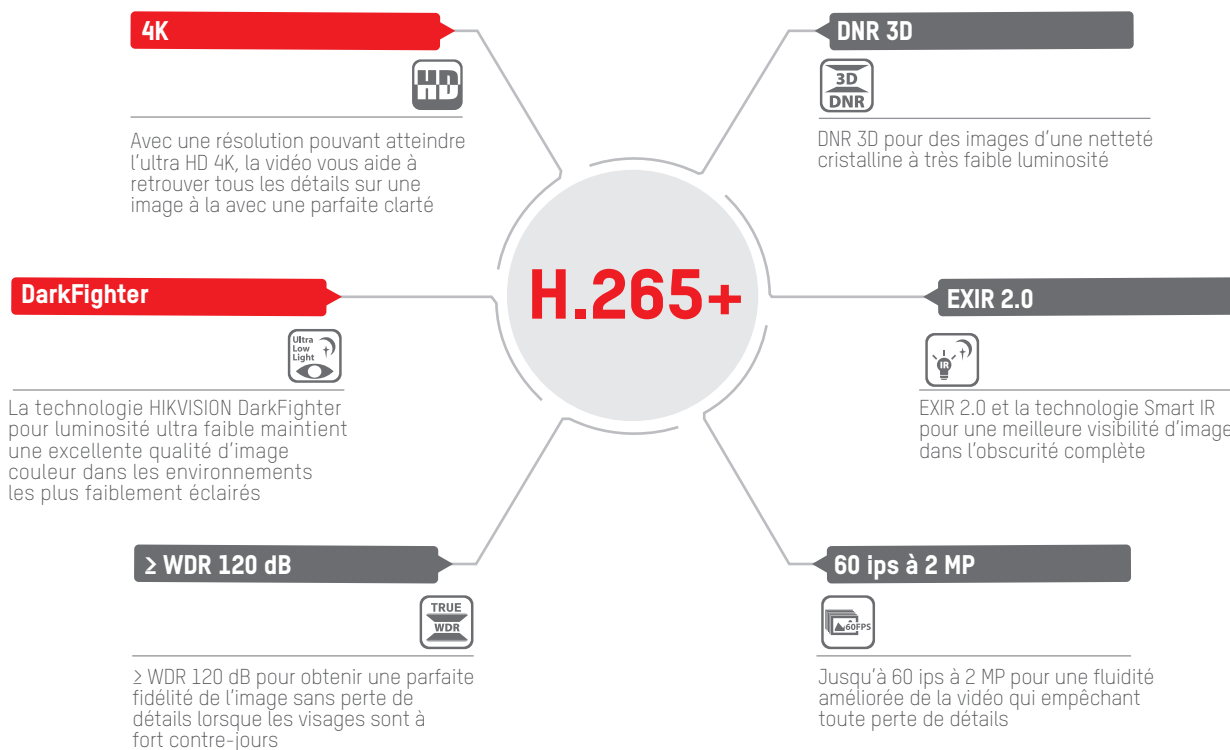 4K
HD
Avec une résolution pouvant atteindre
l'ultra HD 4K, la vidéo vous aide à
retrouver tous les détails sur une
image à la avec une parfaite clarté
DNR 3D
3D
DNR
DNR 3D pour des images d'une netteté
cristalline à très faible luminosité
H.265+
DarkFighter
Ultra
Low
Light
La technologie HIKVISION DarkFighter
pour luminosité ultra faible maintient
une excellente qualité d'image
couleur dans les environnements
les plus faiblement éclairés
EXIR 2.0
IR
EXIR 2.0 et la technologie Smart IR
pour une meilleure visibilité d'image
dans l'obscurité complète
≥ WDR 120 dB
TRUE
WDR
≥ WDR 120 dB pour obtenir une parfaite
fidélité de l'image sans perte de
détails lorsque les visages sont à
fort contre-jours
60 ips à 2 MP
60FPS
Jusqu'à 60 ips à 2 MP pour une fluidité
améliorée de la vidéo qui empêchant
toute perte de détails